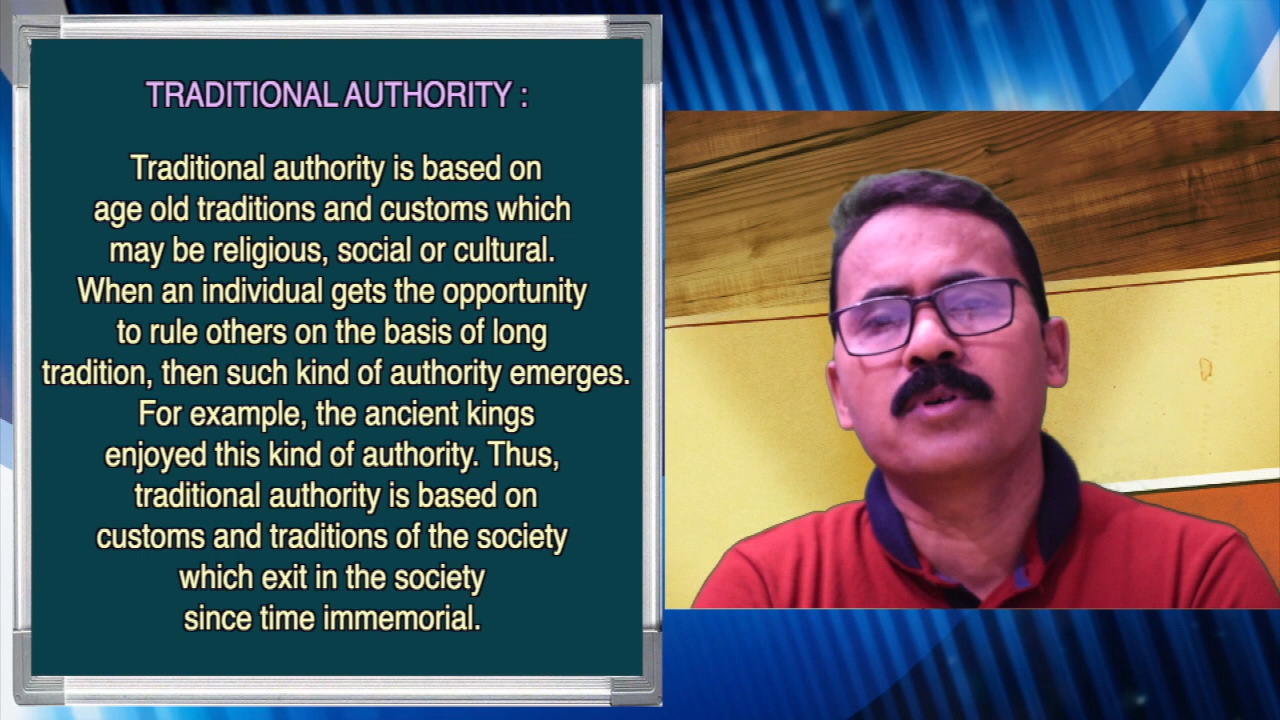 TRADITIONAL AUTHORITY :
Traditional authority is based on
age old traditions and customs which
may be religious, social or cultural.
When an individual gets the opportunity
to rule others on the basis of long
tradition, then such kind of authority emerges.
For example, the ancient kings
enjoyed this kind of authority. Thus,
traditional authority is based on
customs and traditions of the society
which exit in the society
since time immemorial.